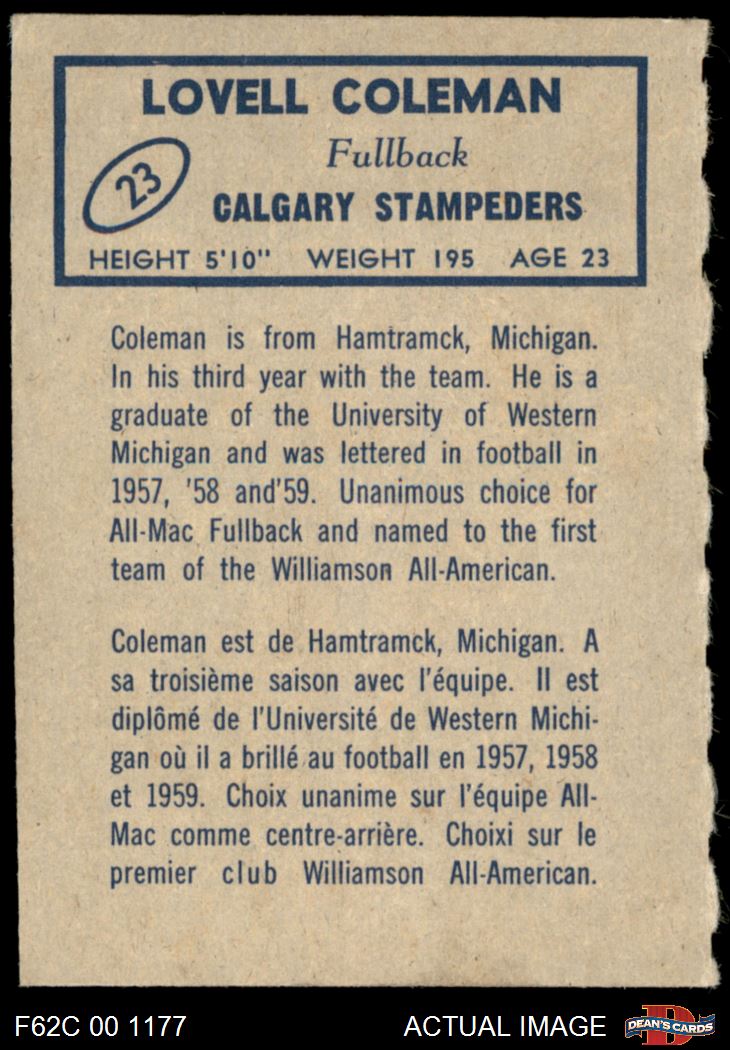 LOVELL COLEMAN
Fullback
23
CALGARY STAMPEDERS
HEIGHT 5'10" WEIGHT 195 AGE 23
Coleman is from Hamtramck, Michigan.
In his third year with the team. He is a
graduate of the University of Western
Michigan and was lettered in football in
1957, '58 and'59. Unanimous choice for
All-Mac Fullback and named to the first
team of the Williamson All-American.
Coleman est de Hamtramck, Michigan. A
sa troisième saison avec l'équipe. Il est
diplômé de l'Université de Western Michi-
gan où il a brillé au football en 1957, 1958
et 1959. Choix unanime sur l'équipe All-
Mac comme centre-arrière. Choixi sur le
premier club Williamson All-American.
F62C 00 1177
ACTUAL IMAGE
D
DEAN'S CARDS